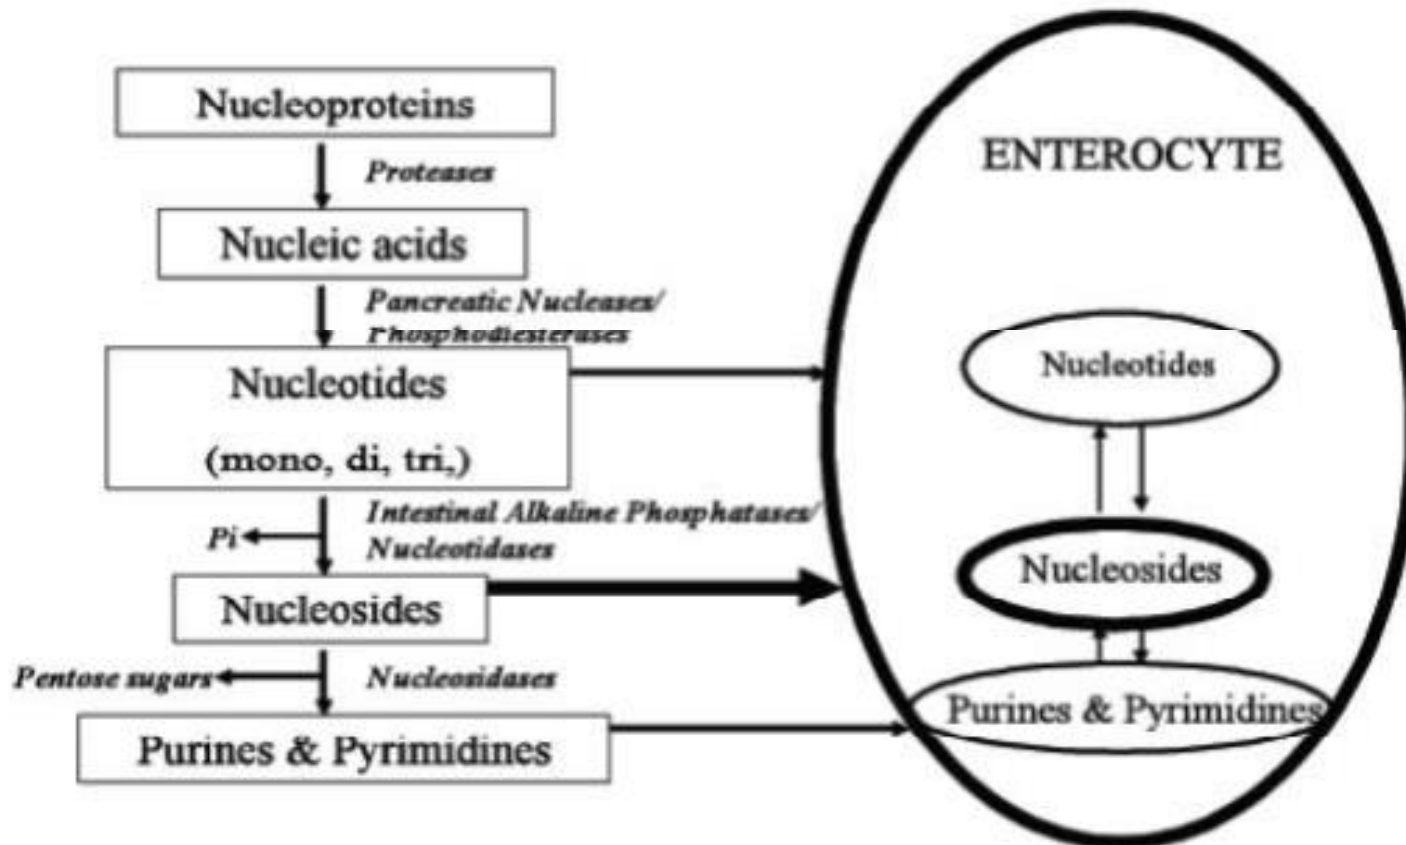 Nucleoproteins
Proteases
Nucleic acids
Pancreatic Nucleases/
Phosphodiesterases
Nucleotides
(mono, di, tri,)
Intestinal Alkaline Phosphatases/
Pi
Nucleotidases
Nucleosides
Pentose sugars
Nucleosidases
Purines & Pyrimidines
ENTEROCYTE
Nucleotides
Nucleosides
Purines & Pyrimidines